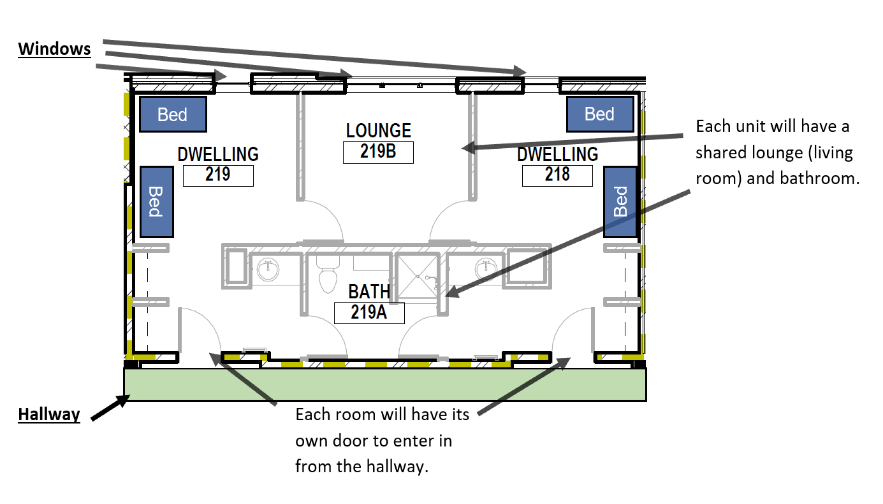 Windows
Bed
Bed
LOUNGE
219B
Each unit will have a
shared lounge (living
room) and bathroom.
DWELLING
219
DWELLING
218
Bed
Bed
BATH
219A
Hallway
Each room will have its
own door to enter in
from the hallway.